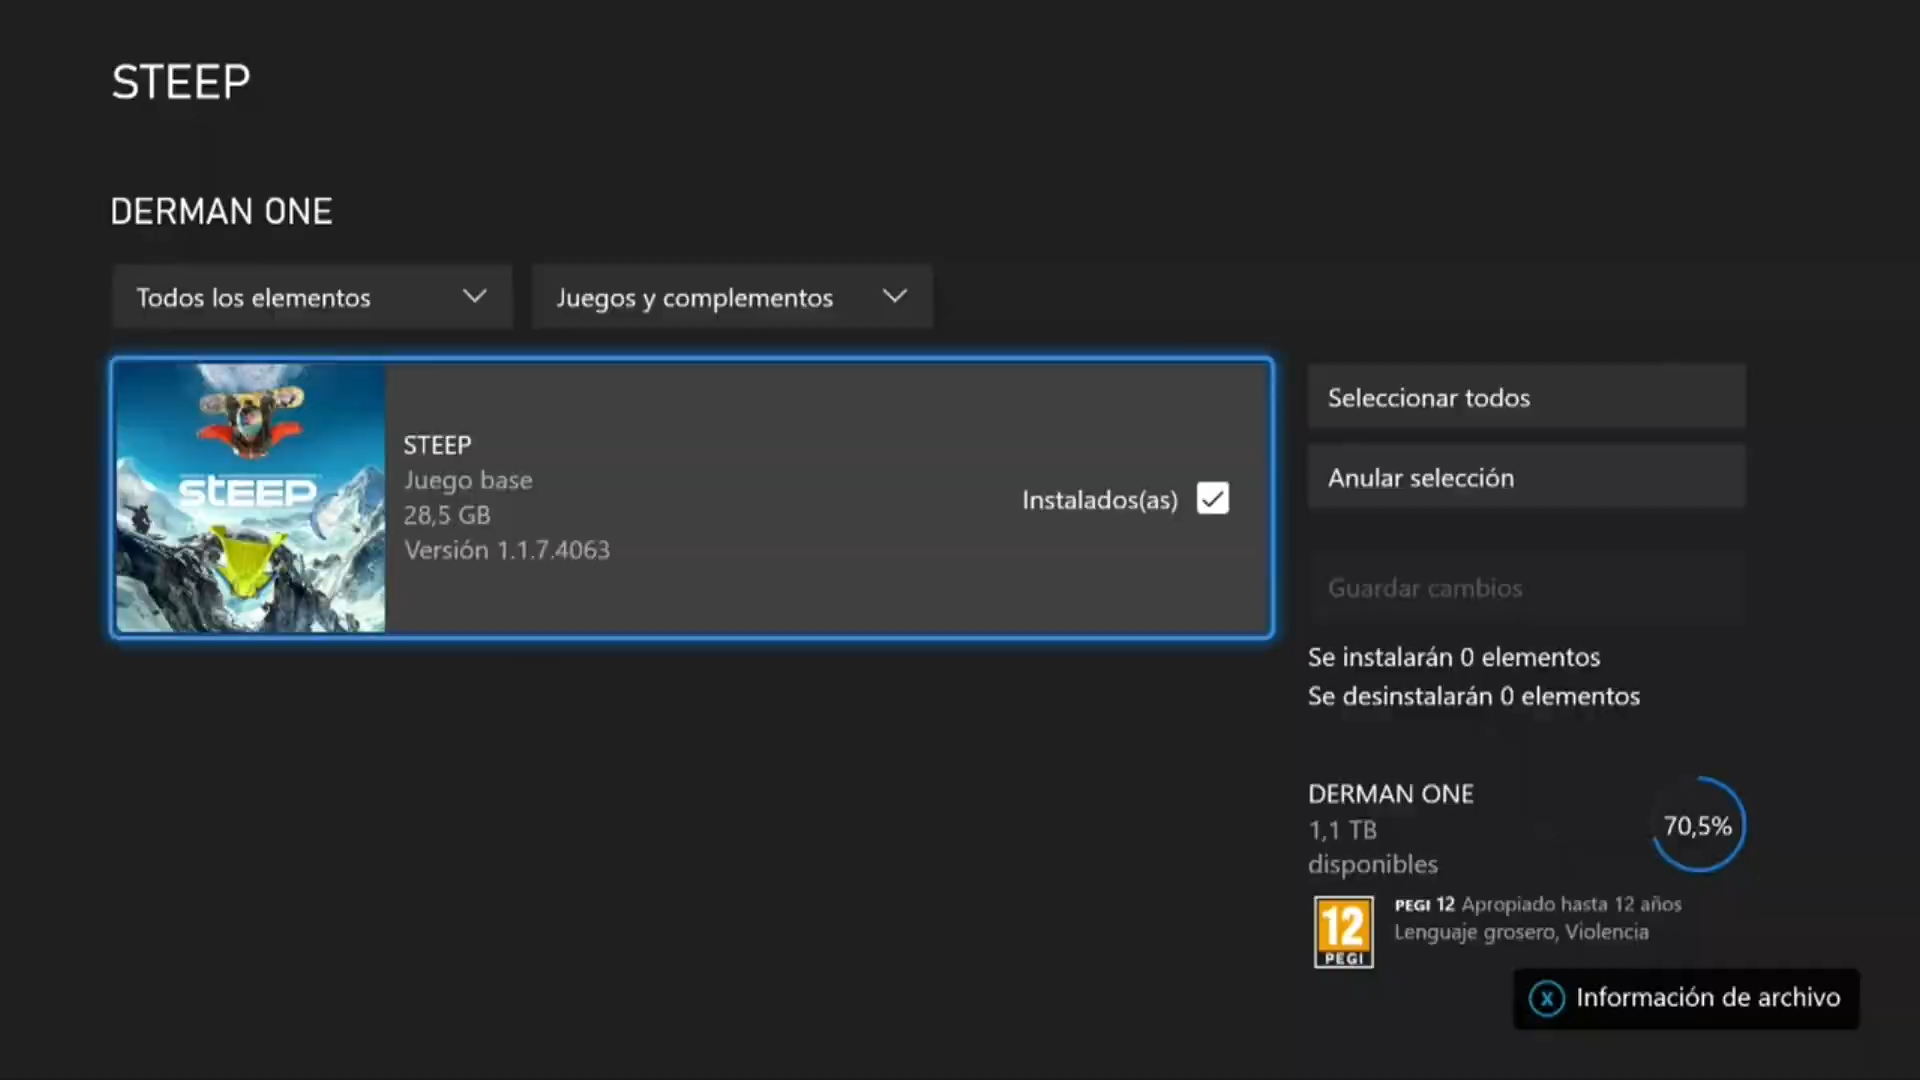 STEEP
DERMAN ONE
Todos los elementos
Juegos y complementos
STEEP
STEEP
Juego base
28,5 GB
Versión 1.1.7.4063
Instalados(as)
Seleccionar todos
Anular selección
Guardar cambios
Se instalarán 0 elementos
Se desinstalarán 0 elementos
DERMAN ONE
1,1 TB
disponibles
70,5%
12
PEGI
PEGI 12 Apropiado hasta 12 años
Lenguaje grosero, Violencia
X Información de archivo